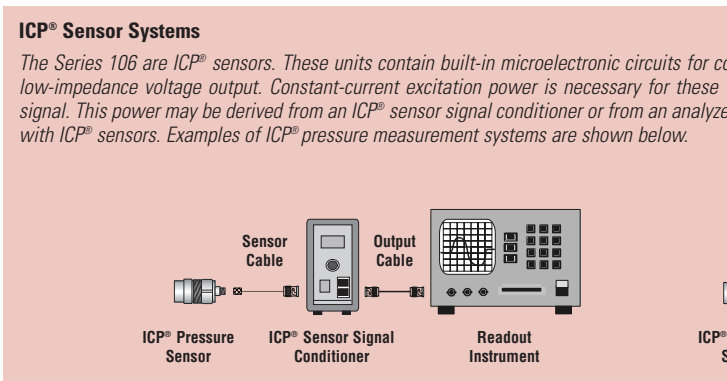 ICP® Sensor Systems
The Series 106 are ICP® sensors. These units contain built-in microelectronic circuits for
low-impedance voltage output. Constant-current excitation power is necessary for these
signal. This power may be derived from an ICP® sensor signal conditioner or from an
with ICP® sensors. Examples of ICP® pressure measurement systems are shown below.
Sensor
Cable
Output
Cable
ICP® Pressure
Sensor
ICP® Sensor Signal
Conditioner
Readout
Instrument
ICP®